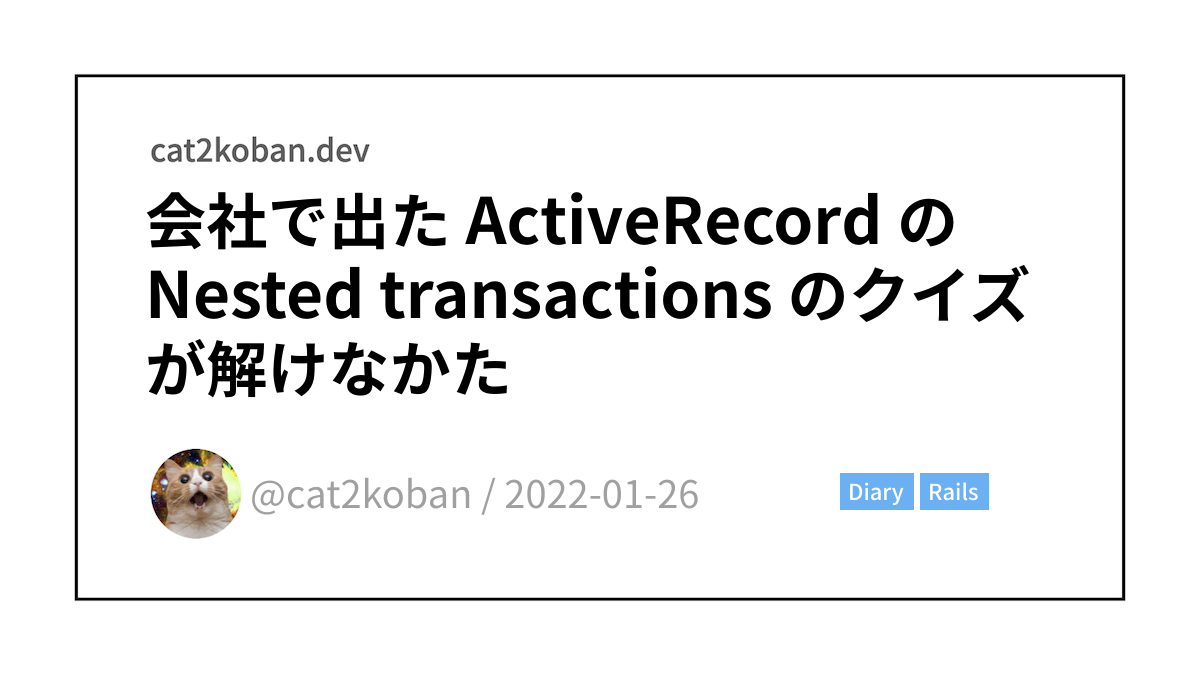 cat2koban.dev
会社で出た ActiveRecord の
Nested transactions のクイズ
が解けなかた
@cat2koban / 2022-01-26
Diary Rails